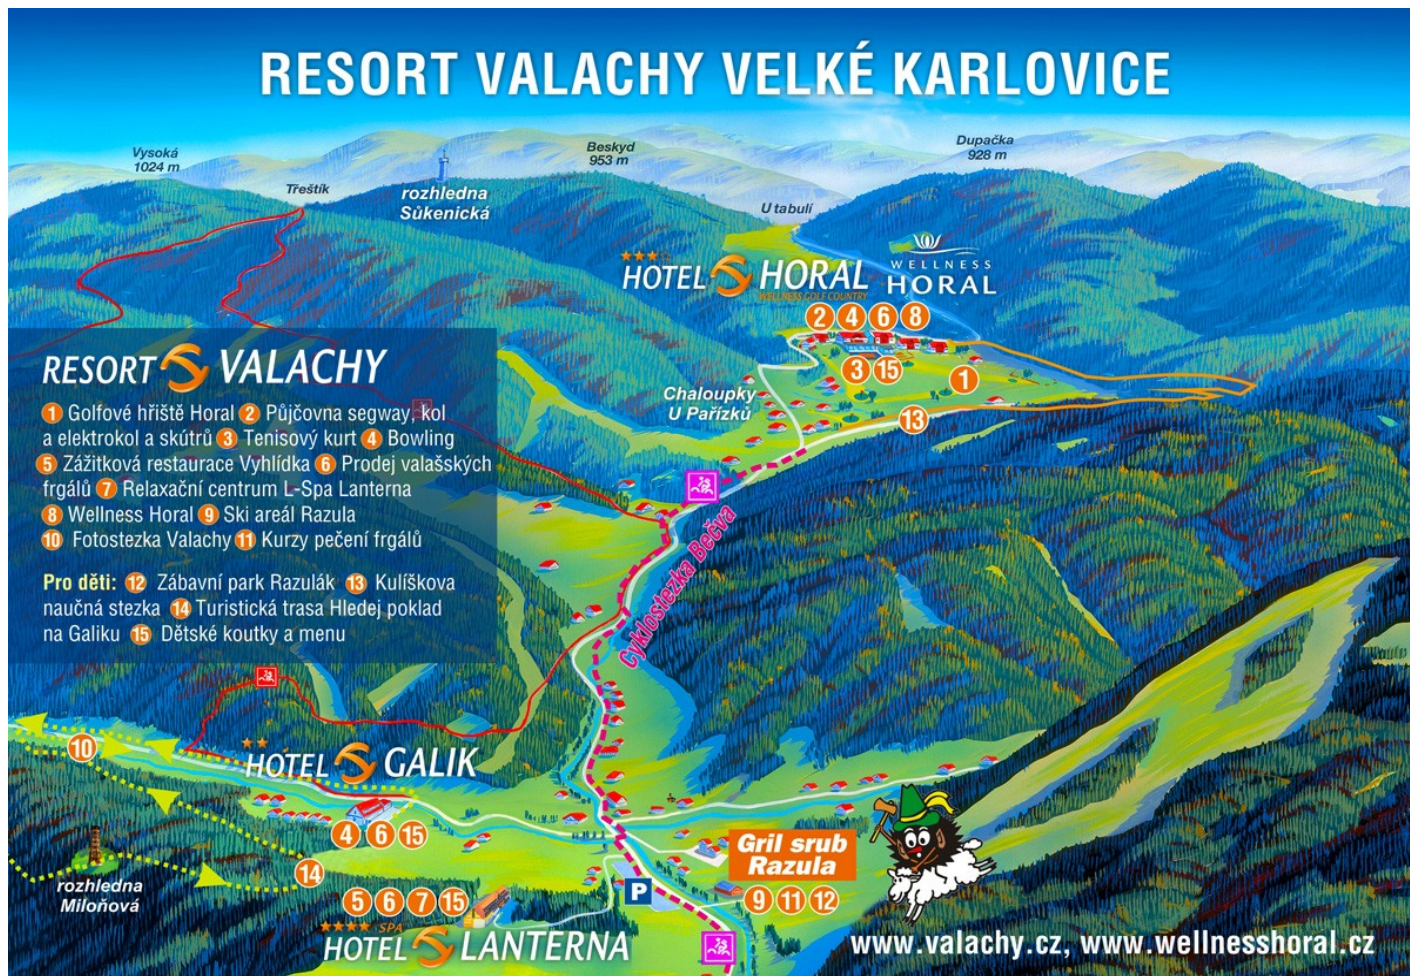 RESORT VALACHY VELKÉ KARLOVICE
Vysoká
1024 m
Třeštík
rozhledna
Sůkenická
Beskyd
953 m
Dupačka
928 m
U tabulí
HOTEL HORAL
WELLNESS GOLF COUNTRY
WELLNESS
HORAL
2 4 6 8
3 15
1
13
Chaloupky
U Pařízků
RESORT VALACHY
1 Golfové hřiště Horal 2 Půjčovna segway, kol
a elektrokol a skútrů 3 Tenisový kurt 4 Bowling
5 Zážitková restaurace Vyhlídka 6 Prodej valašských
frgálů 7 Relaxační centrum L-Spa Lanterna
8 Wellness Horal 9 Ski areál Razula
10 Fotostezka Valachy 11 Kurzy pečení frgálů
Pro děti: 12 Zábavní park Razulák 13 Kulíškova
naučná stezka 14 Turistická trasa Hledej poklad
na Galiku 15 Dětské koutky a menu
Cyklostezka Bečva
10
HOTEL GALIK
4 6 15
14
rozhledna
Miloňová
5 6 7 15
SPA
HOTEL LANTERNA
P
Gril srub
Razula
9 11 12
www.valachy.cz, www.wellnesshoral.cz